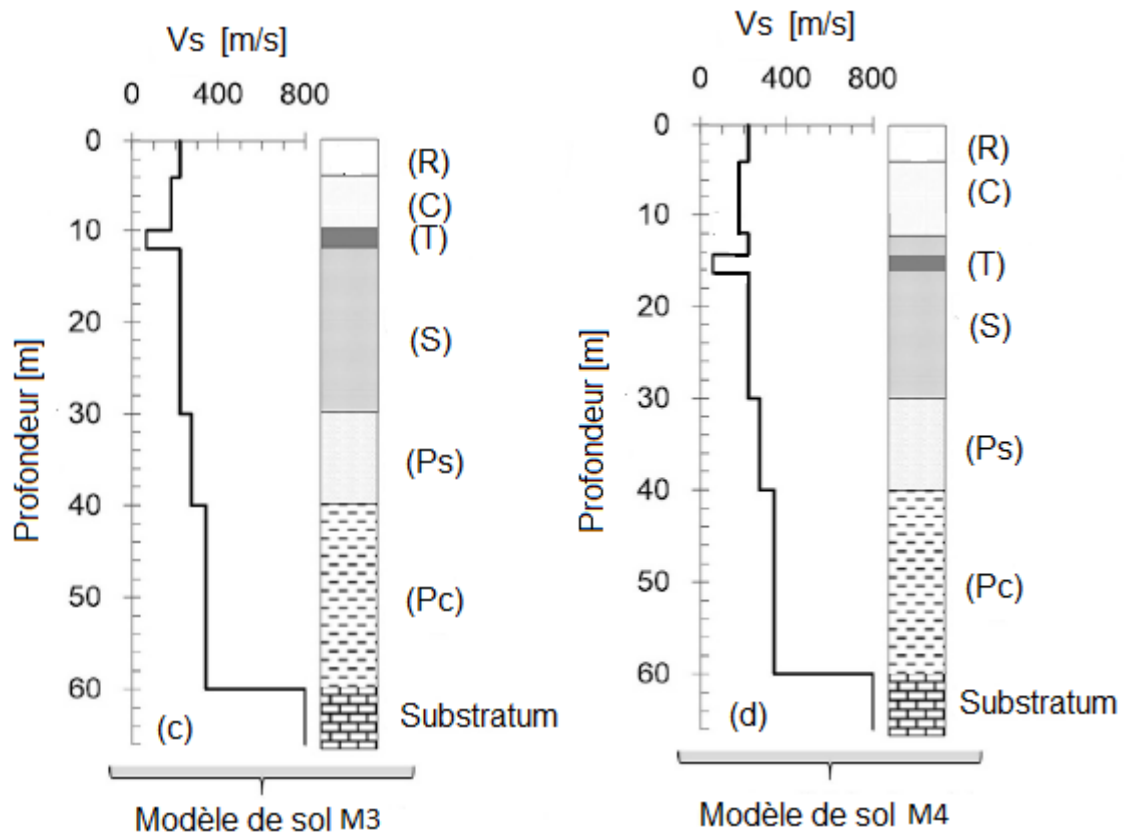 Vs [m/s]
0 400 800
Profondeur [m]
0
10
20
30
40
50
60
(R)
(C)
(T)
(S)
(Ps)
(Pc)
Substratum
(c)
Modèle de sol M3
Vs [m/s]
0 400 800
Profondeur [m]
0
10
20
30
40
50
60
(R)
(C)
(T)
(S)
(Ps)
(Pc)
Substratum
(d)
Modèle de sol M4